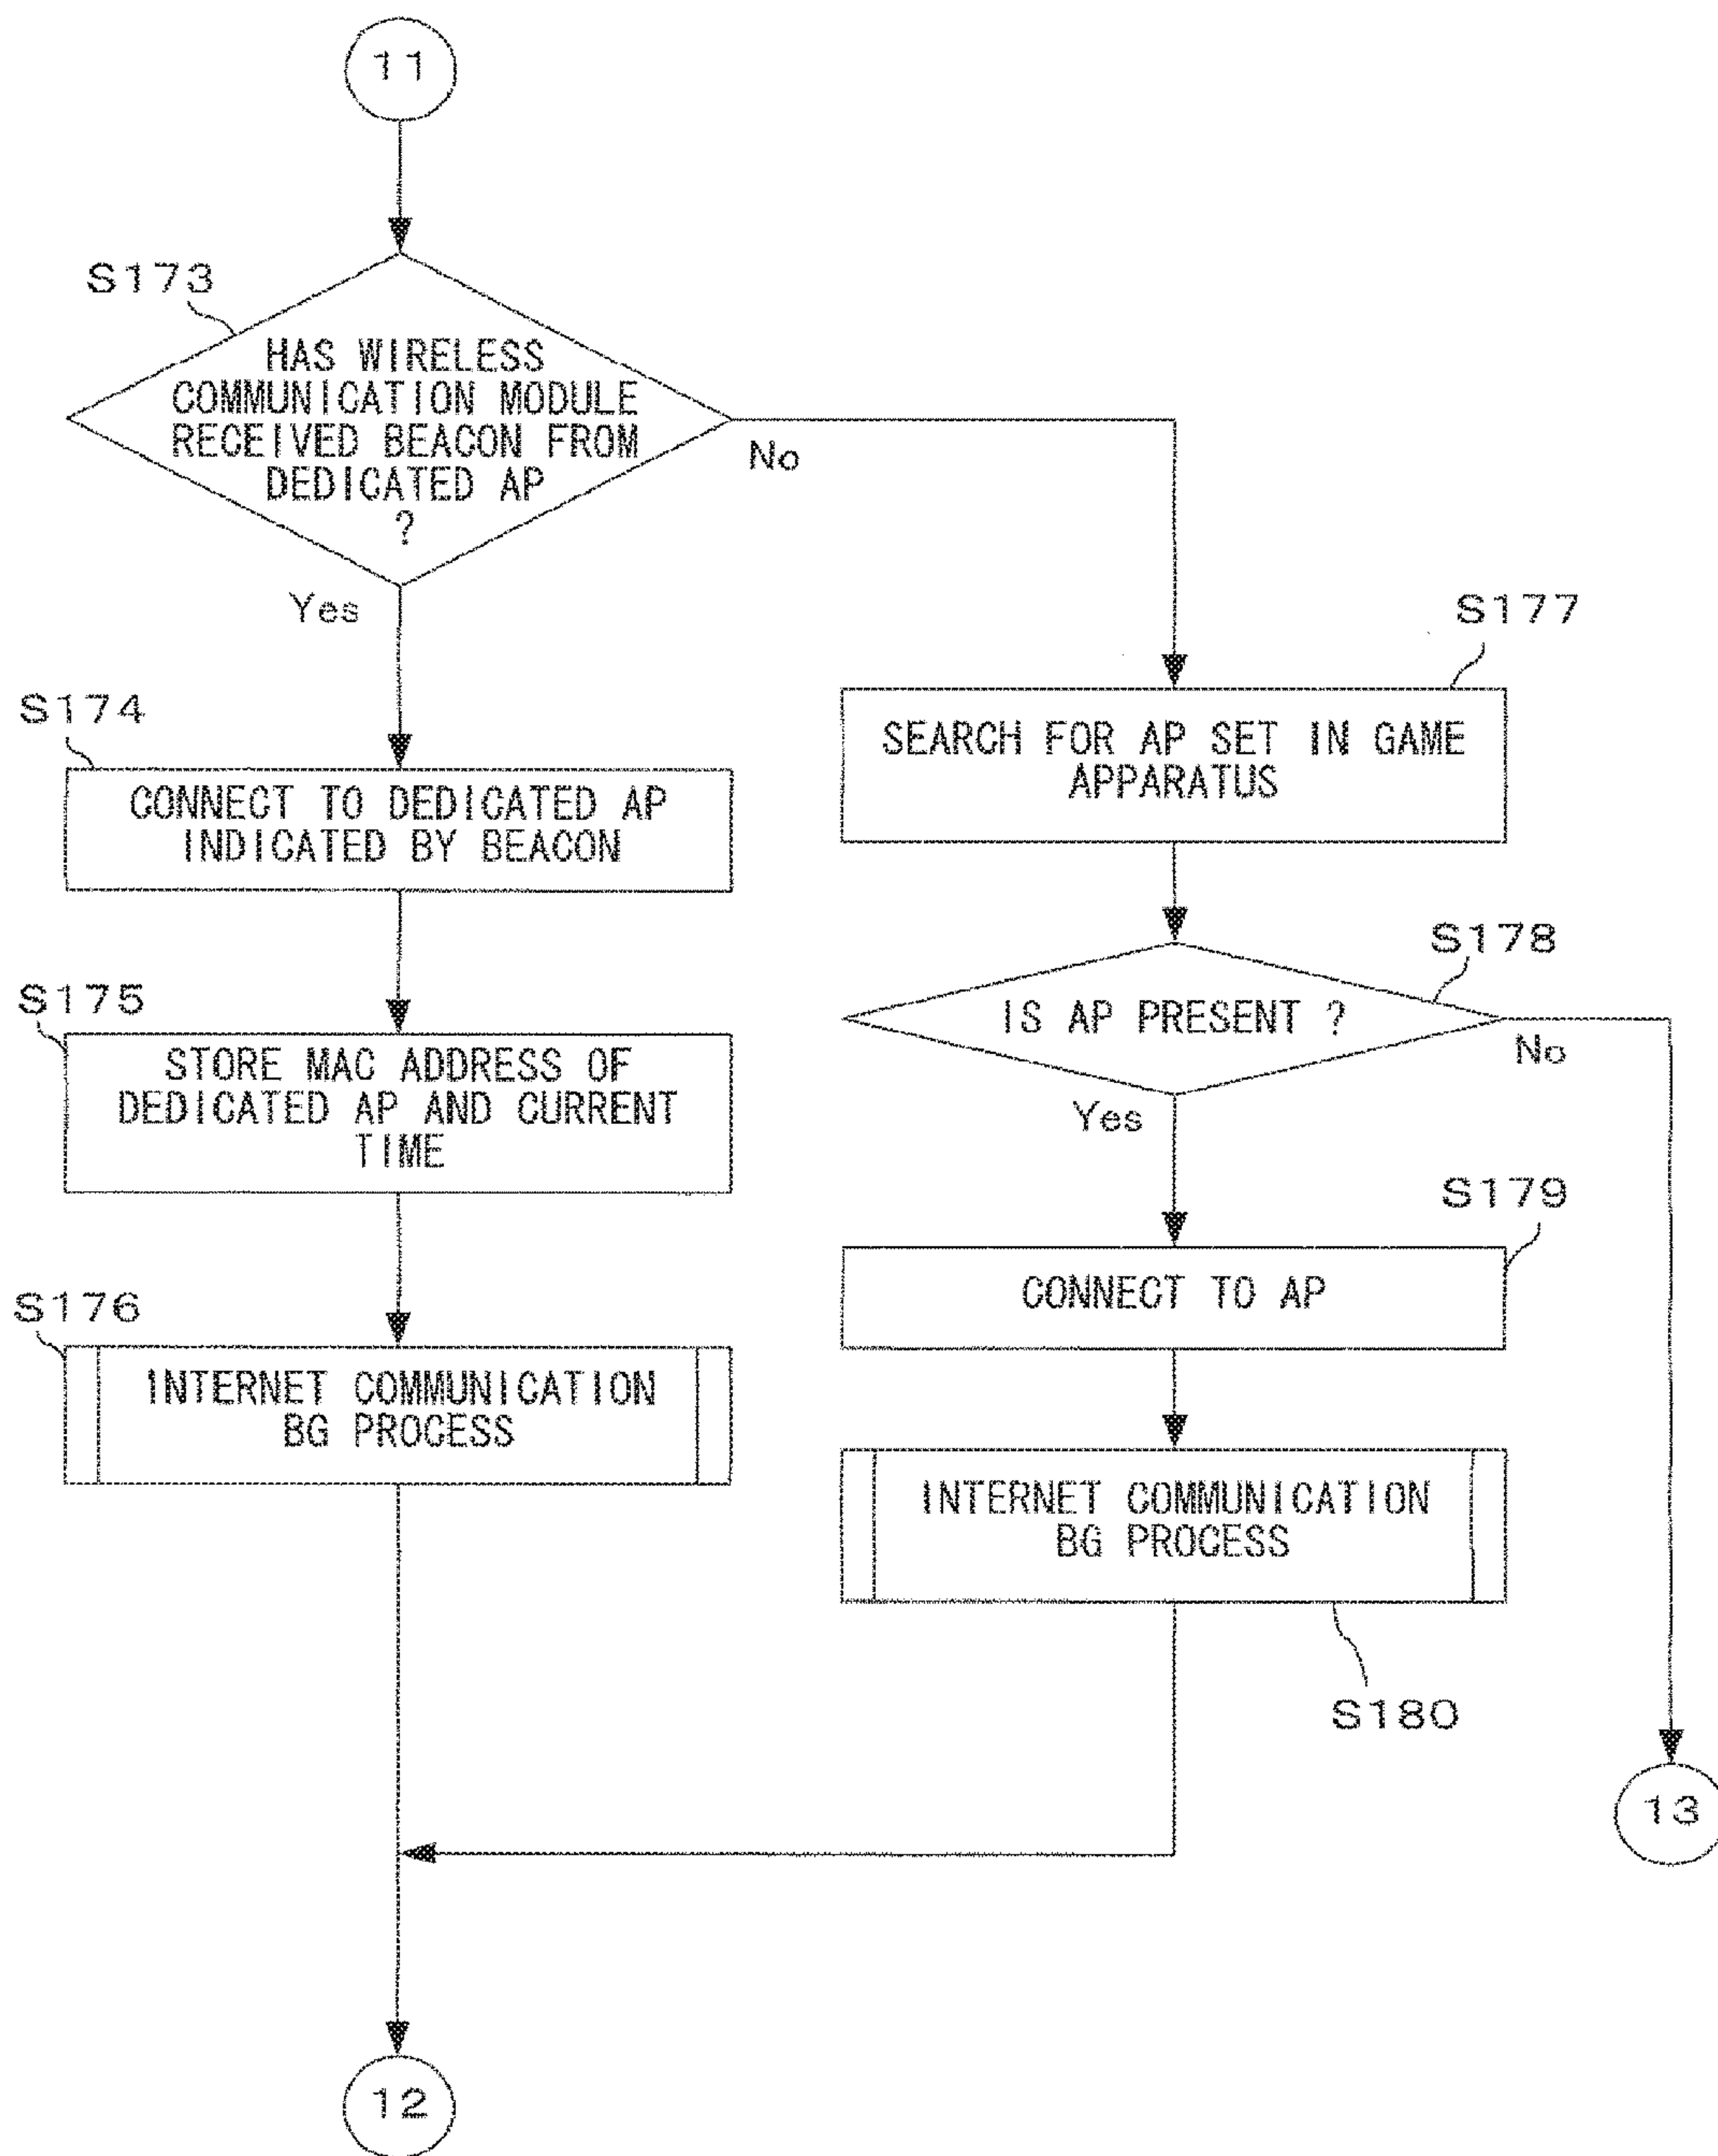 11
S173
HAS WIRELESS
COMMUNICATION MODULE
RECEIVED BEACON FROM
DEDICATED AP
?
No
Yes
S174
CONNECT TO DEDICATED AP
INDICATED BY BEACON
S175
STORE MAC ADDRESS OF
DEDICATED AP AND CURRENT
TIME
S176
INTERNET COMMUNICATION
BG PROCESS
S177
SEARCH FOR AP SET IN GAME
APPARATUS
S178
IS AP PRESENT ?
No
Yes
S179
CONNECT TO AP
INTERNET COMMUNICATION
BG PROCESS
S180
13
12